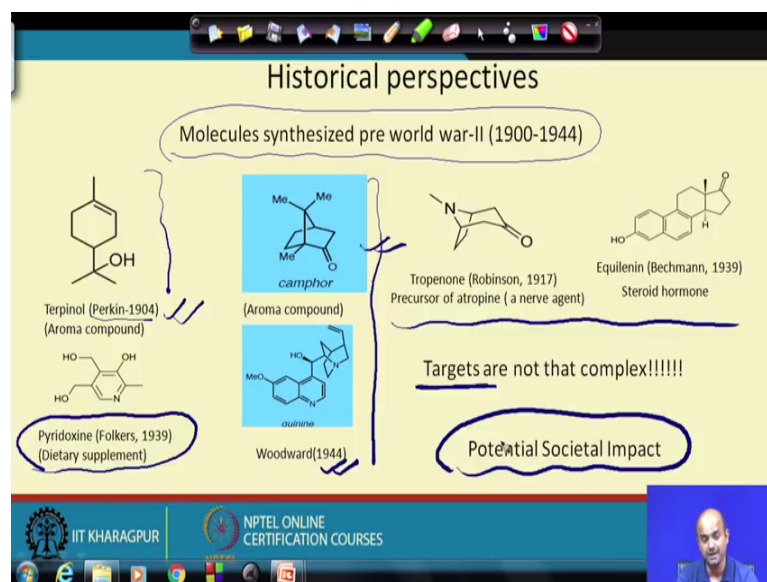 Historical perspectives
Molecules synthesized pre world war-II (1900-1944)
OH
Terpinol (Perkin-1904)
(Aroma compound)
Me
Me
Me
O
camphor
(Aroma compound)
N
O
Tropenone (Robinson, 1917)
Precursor of atropine ( a nerve agent)
O
H
HO
Equilenin (Bechmann, 1939)
Steroid hormone
HO
OH
HO
N
Pyridoxine (Folkers, 1939)
(Dietary supplement)
HO
N
MeO
N
quinine
Woodward(1944)
Targets are not that complex!!!!!!
Potential Societal Impact
IIT KHARAGPUR
NPTEL ONLINE
CERTIFICATION COURSES
NPTEL